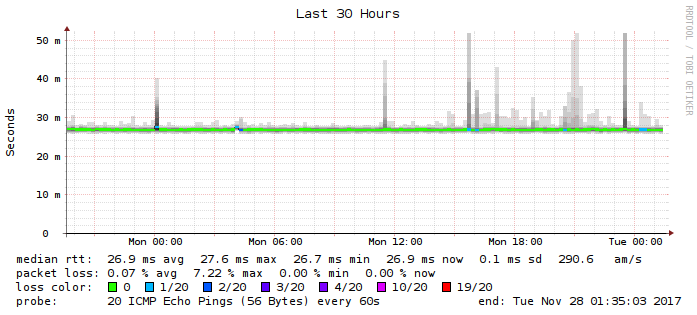 Last 30 Hours
RRDTOOL / TOBI OETIKER
Seconds
50 m
40 m
30 m
20 m
10 m
0
Mon 00:00 Mon 06:00 Mon 12:00 Mon 18:00 Tue 00:00
median rtt: 26.9 ms avg 27.6 ms max 26.7 ms min 26.9 ms now 0.1 ms sd 290.6 am/s
packet loss: 0.07 % avg 7.22 % max 0.00 % min 0.00 % now
loss color: 0 1/20 2/20 3/20 4/20 10/20 19/20
probe: 20 ICMP Echo Pings (56 Bytes) every 60s end: Tue Nov 28 01:35:03 2017